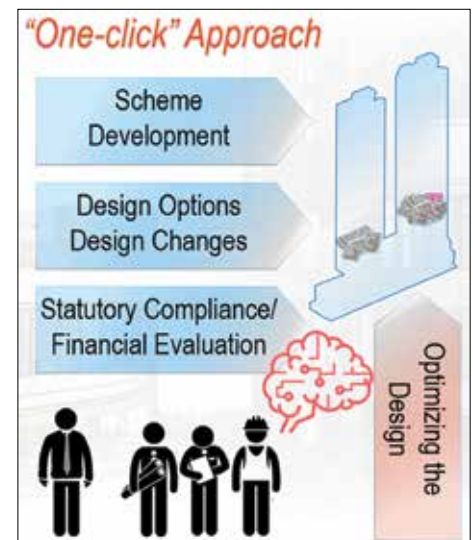 “One-click” Approach
Scheme
Development
Design Options
Design Changes
Statutory Compliance/
Financial Evaluation
Optimizing the
Design